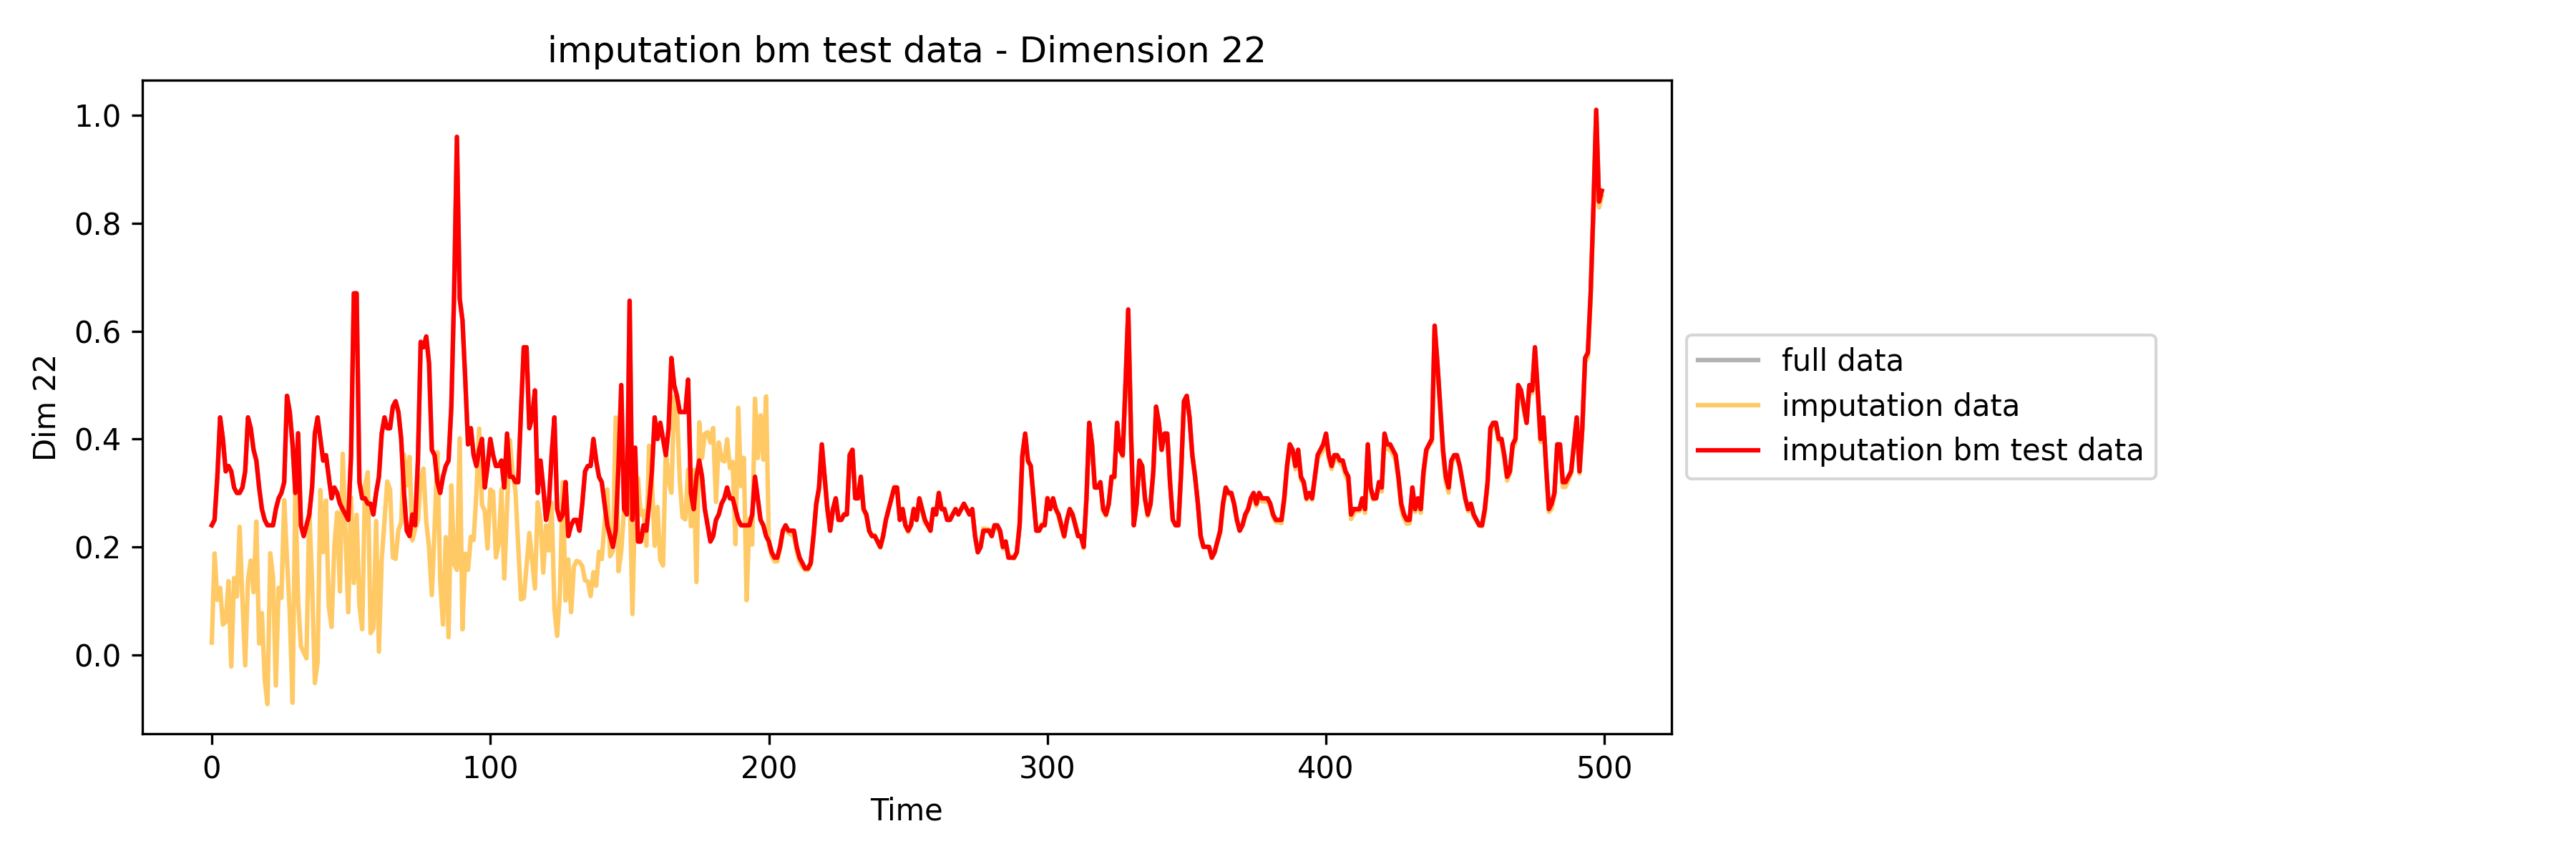 imputation bm test data - Dimension 22
1.0
0.8
0.6
0.4
0.2
0.0
Dim 22
0 100 200 300 400 500
Time
full data
imputation data
imputation bm test data